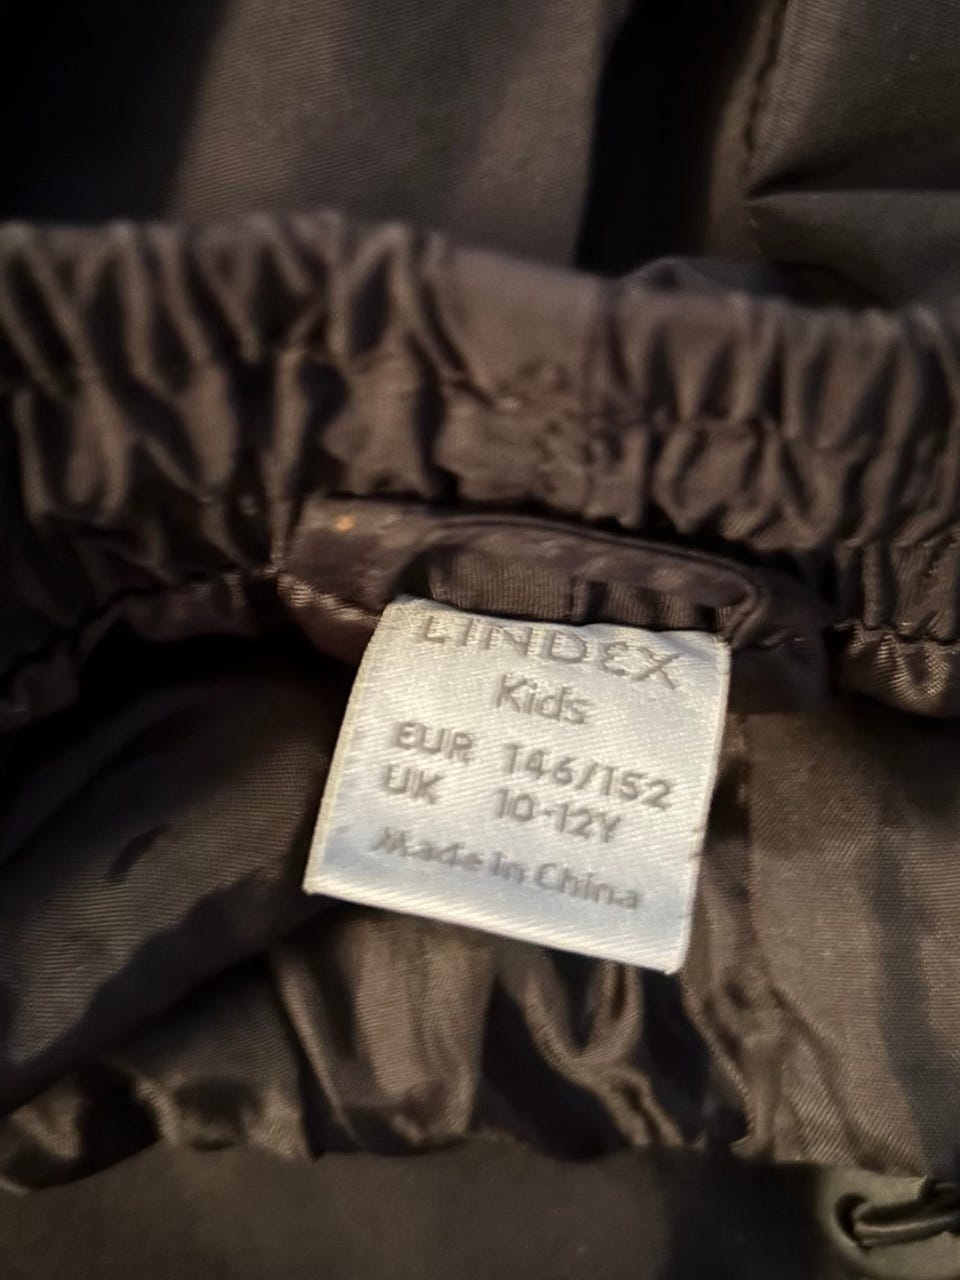 LINDEX
Kids
EUR 146/152
UK 10-12Y
Made in China